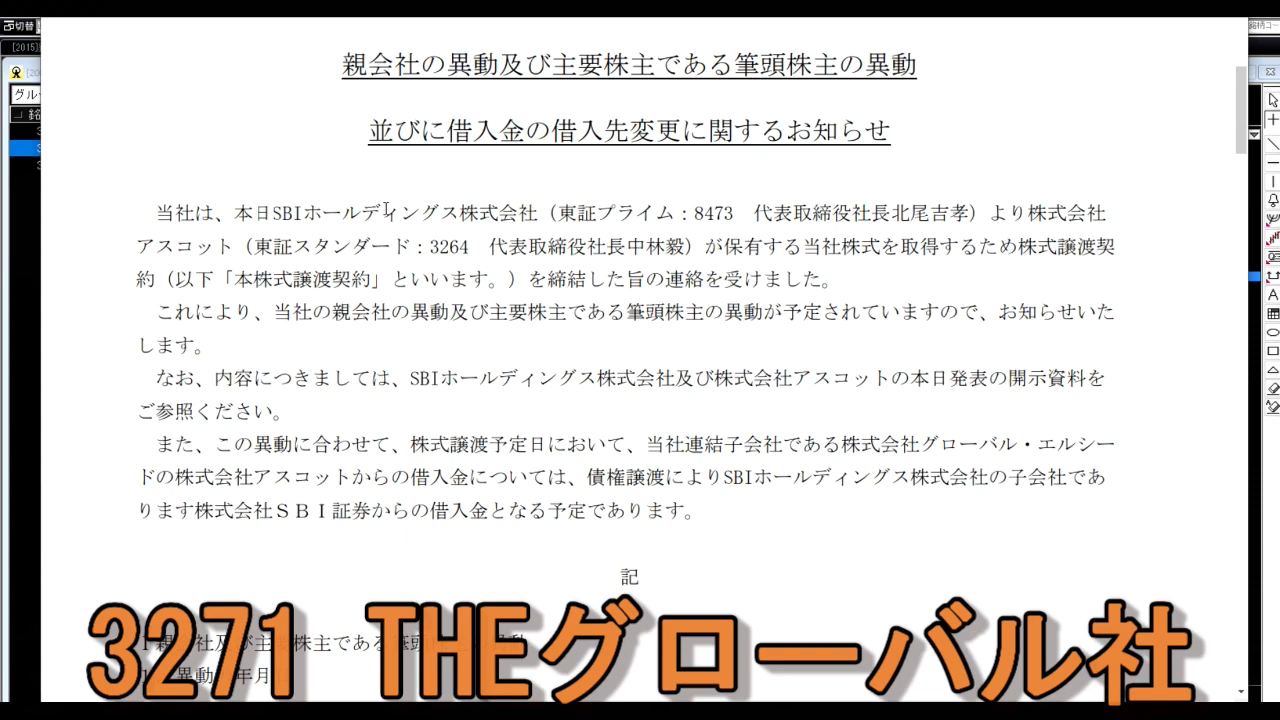 切替
[2015]
グル
銘
銘柄コー
親会社の異動及び主要株主である筆頭株主の異動
並びに借入金の借入先変更に関するお知らせ
当社は、本日SBIホールディングス株式会社（東証プライム：8473　代表取締役社長北尾吉孝）より株式会社
アスコット（東証スタンダード：3264　代表取締役社長中林毅）が保有する当社株式を取得するため株式譲渡契
約（以下「本株式譲渡契約」といいます。）を締結した旨の連絡を受けました。
これにより、当社の親会社の異動及び主要株主である筆頭株主の異動が予定されていますので、お知らせいた
します。
なお、内容につきましては、SBIホールディングス株式会社及び株式会社アスコットの本日発表の開示資料を
ご参照ください。
また、この異動に合わせて、株式譲渡予定日において、当社連結子会社である株式会社グローバル・エルシー
ドの株式会社アスコットからの借入金については、債権譲渡によりSBIホールディングス株式会社の子会社であ
ります株式会社ＳＢＩ証券からの借入金となる予定であります。
記
3271 THEグローバル社